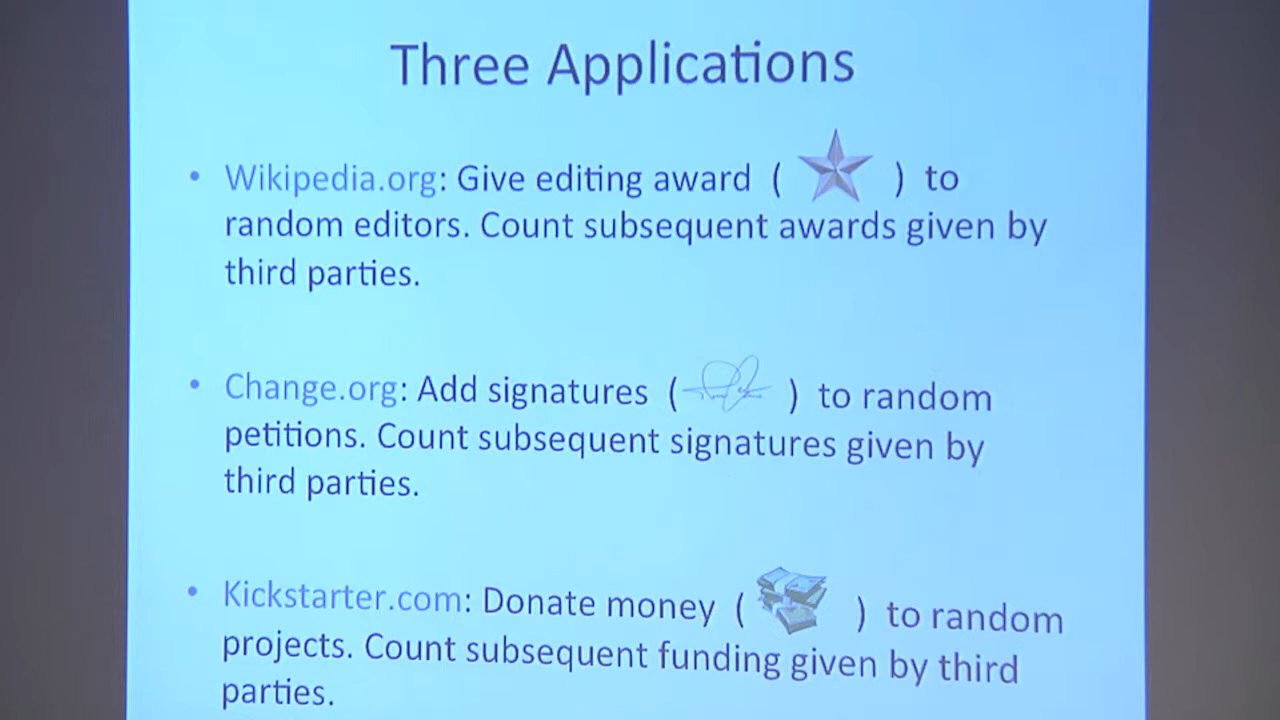 Three Applications
• Wikipedia.org: Give editing award ( ) to
random editors. Count subsequent awards given by
third parties.
• Change.org: Add signatures ( ) to random
petitions. Count subsequent signatures given by
third parties.
• Kickstarter.com: Donate money ( ) to random
projects. Count subsequent funding given by third
parties.